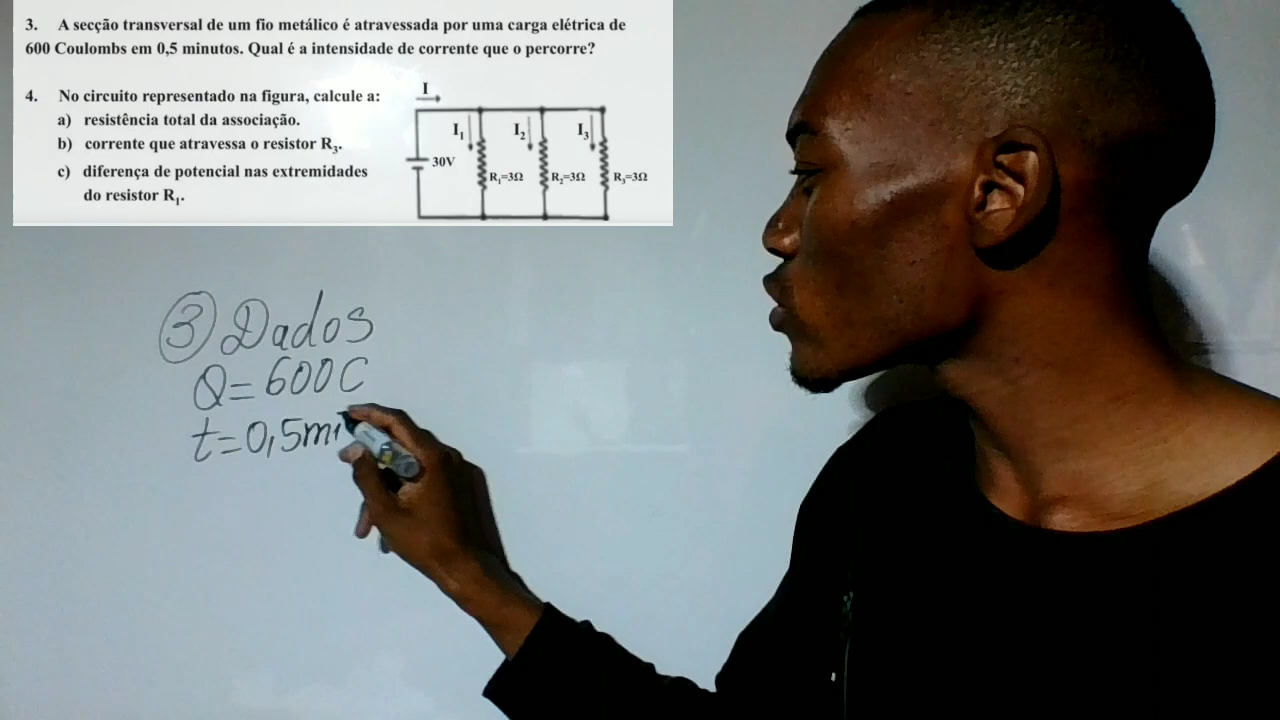 3. A secção transversal de um fio metálico é atravessada por uma carga elétrica de
600 Coulombs em 0,5 minutos. Qual é a intensidade de corrente que o percorre?
4. No circuito representado na figura, calcule a:
a) resistência total da associação.
b) corrente que atravessa o resistor R₃.
c) diferença de potencial nas extremidades
do resistor R₁.
I
I₁ I₂ I₃
30V
R₁=3Ω R₂=3Ω R₃=3Ω
3 Dados
Q=600C
t=0,5mi